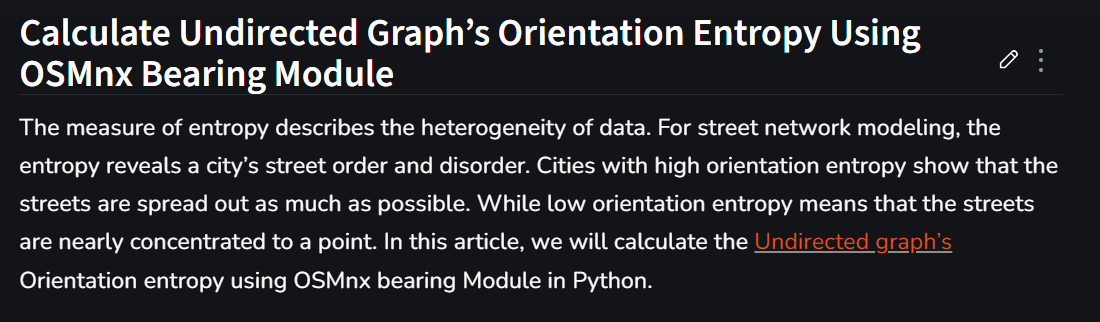 Calculate Undirected Graph’s Orientation Entropy Using
OSMnx Bearing Module
The measure of entropy describes the heterogeneity of data. For street network modeling, the
entropy reveals a city’s street order and disorder. Cities with high orientation entropy show that the
streets are spread out as much as possible. While low orientation entropy means that the streets
are nearly concentrated to a point. In this article, we will calculate the Undirected graph’s
Orientation entropy using OSMnx bearing Module in Python.